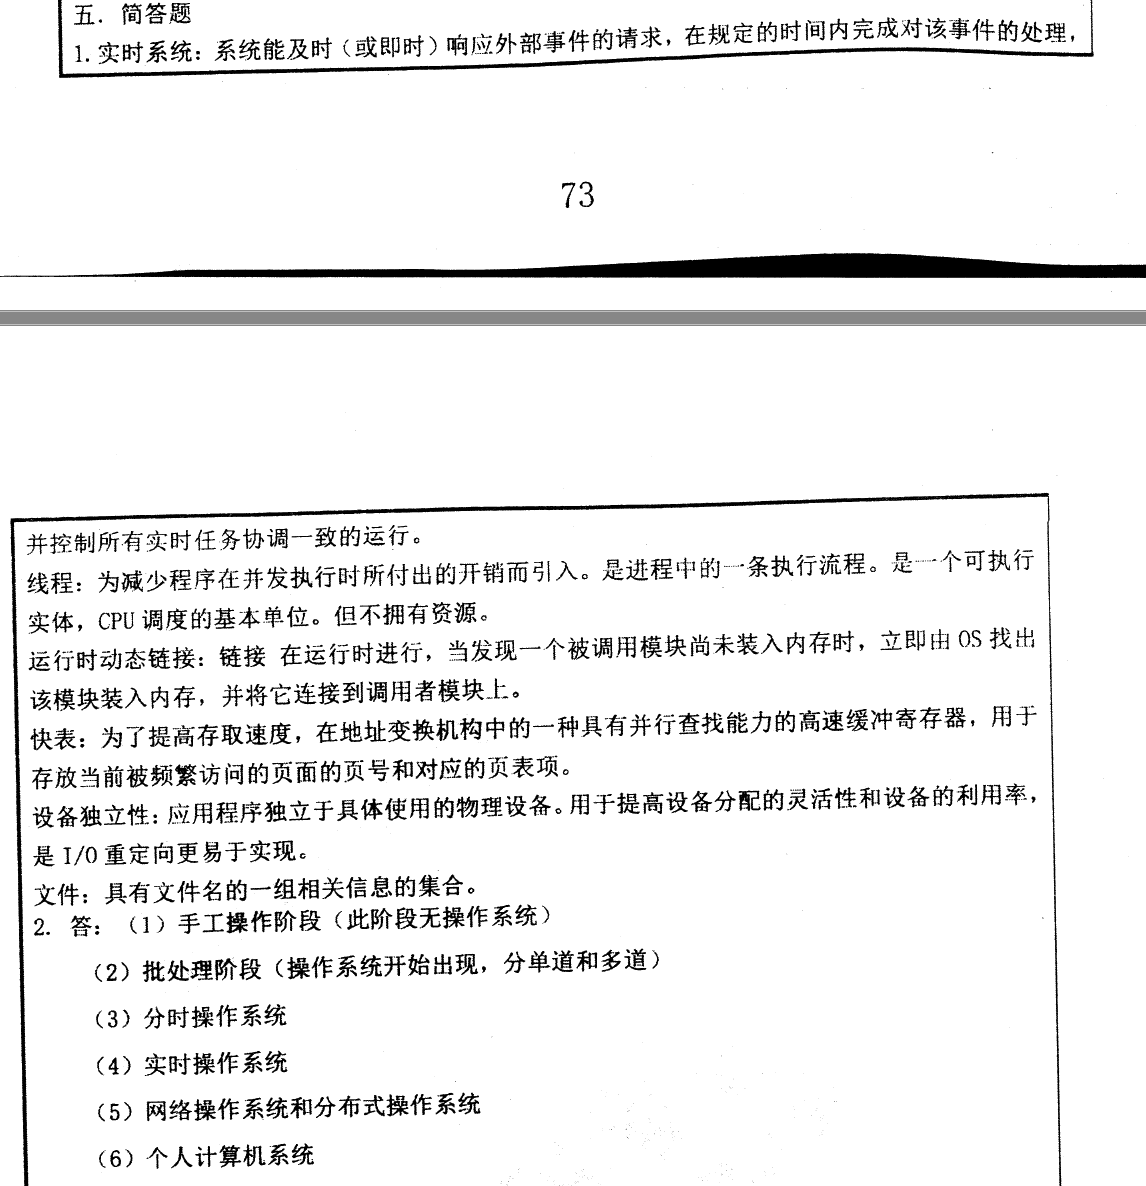 五．简答题
1.实时系统：系统能及时（或即时）响应外部事件的请求，在规定的时间内完成对该事件的处理，
73
并控制所有实时任务协调一致的运行。
线程：为减少程序在并发执行时所付出的开销而引入。是进程中的一条执行流程。是一个可执行
实体，CPU 调度的基本单位。但不拥有资源。
运行时动态链接：链接 在运行时进行，当发现一个被调用模块尚未装入内存时，立即由 OS 找出
该模块装入内存，并将它连接到调用者模块上。
快表：为了提高存取速度，在地址变换机构中的一种具有并行查找能力的高速缓冲寄存器，用于
存放当前被频繁访问的页面的页号和对应的页表项。
设备独立性：应用程序独立于具体使用的物理设备。用于提高设备分配的灵活性和设备的利用率，
是 I/O 重定向更易于实现。
文件：具有文件名的一组相关信息的集合。
2. 答：（1）手工操作阶段（此阶段无操作系统）
（2）批处理阶段（操作系统开始出现，分单道和多道）
（3）分时操作系统
（4）实时操作系统
（5）网络操作系统和分布式操作系统
（6）个人计算机系统